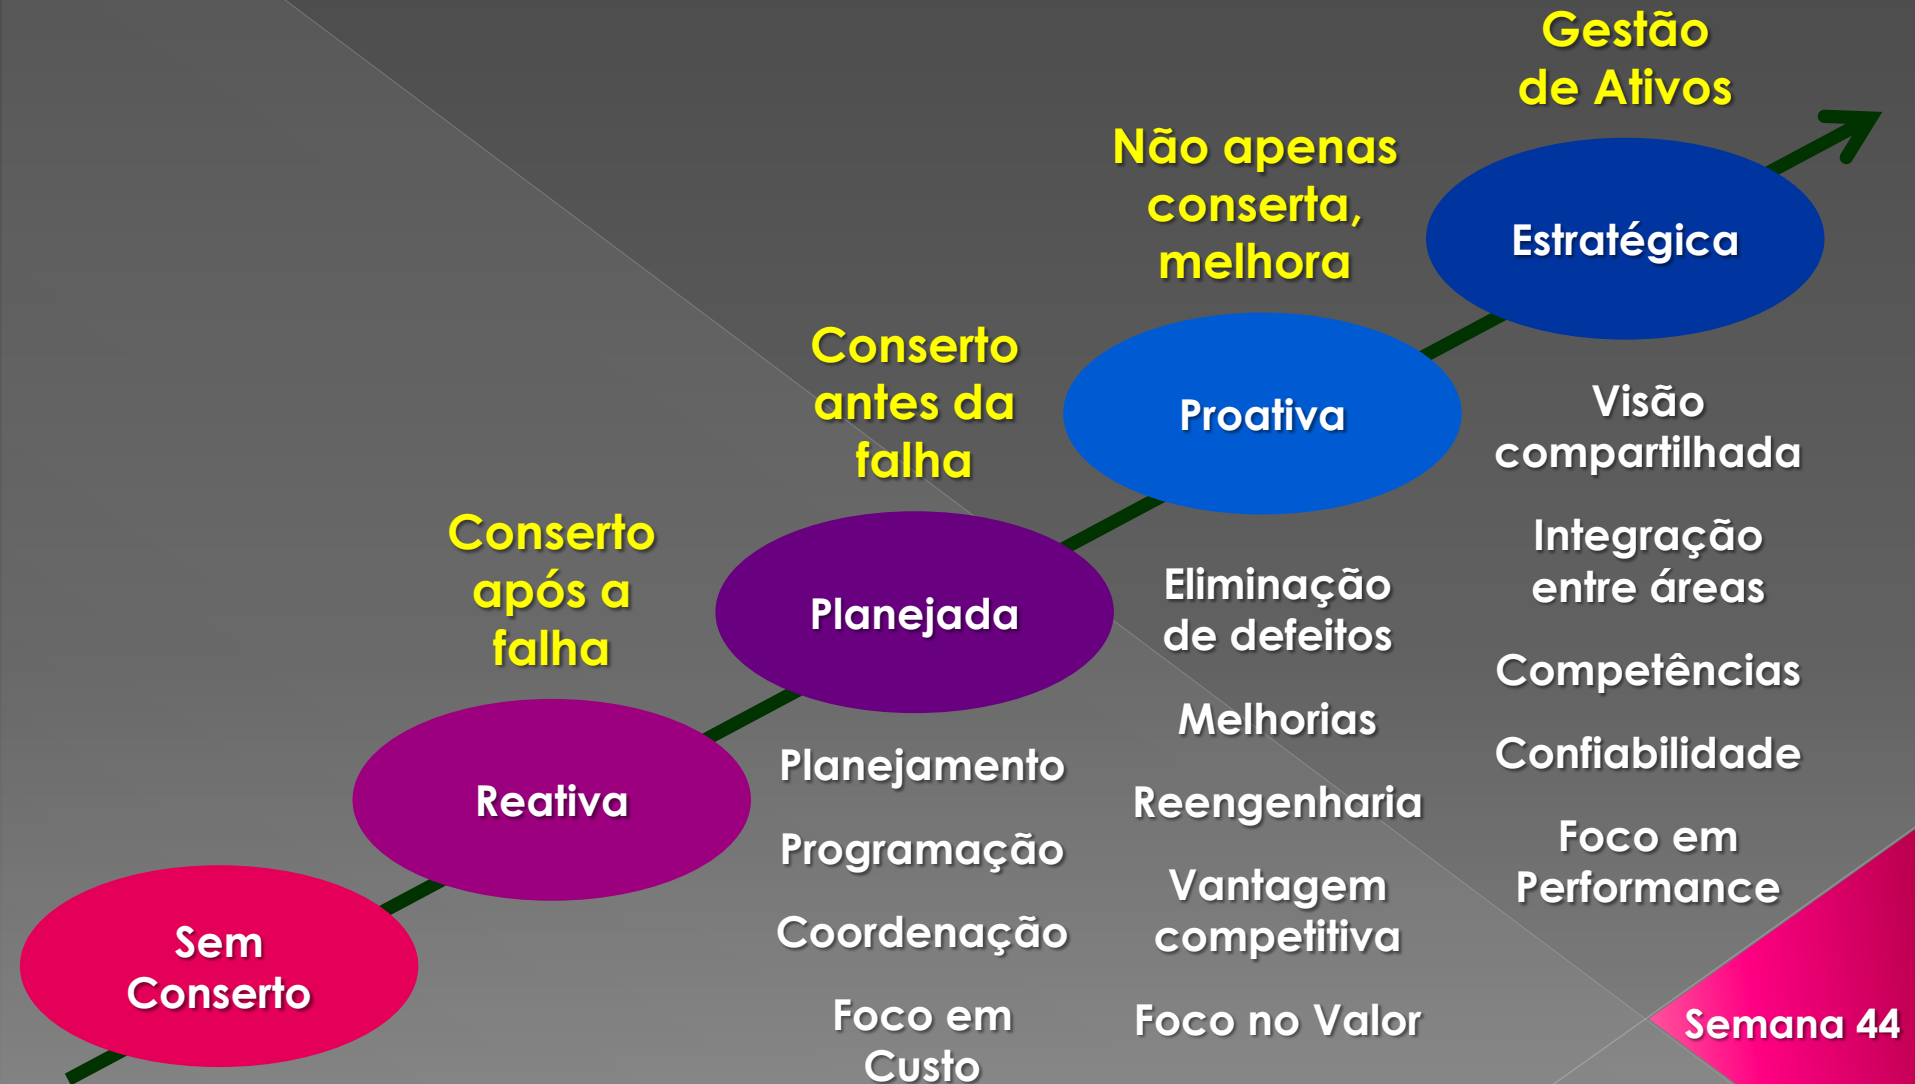 Gestão
de Ativos
Não apenas
conserta,
melhora
Estratégica
Conserto
antes da
falha
Proativa
Visão
compartilhada
Integração
entre áreas
Competências
Confiabilidade
Foco em
Performance
Conserto
após a
falha
Planejada
Eliminação
de defeitos
Melhorias
Reengenharia
Vantagem
competitiva
Foco no Valor
Reativa
Planejamento
Programação
Coordenação
Foco em
Custo
Sem
Conserto
Semana 44